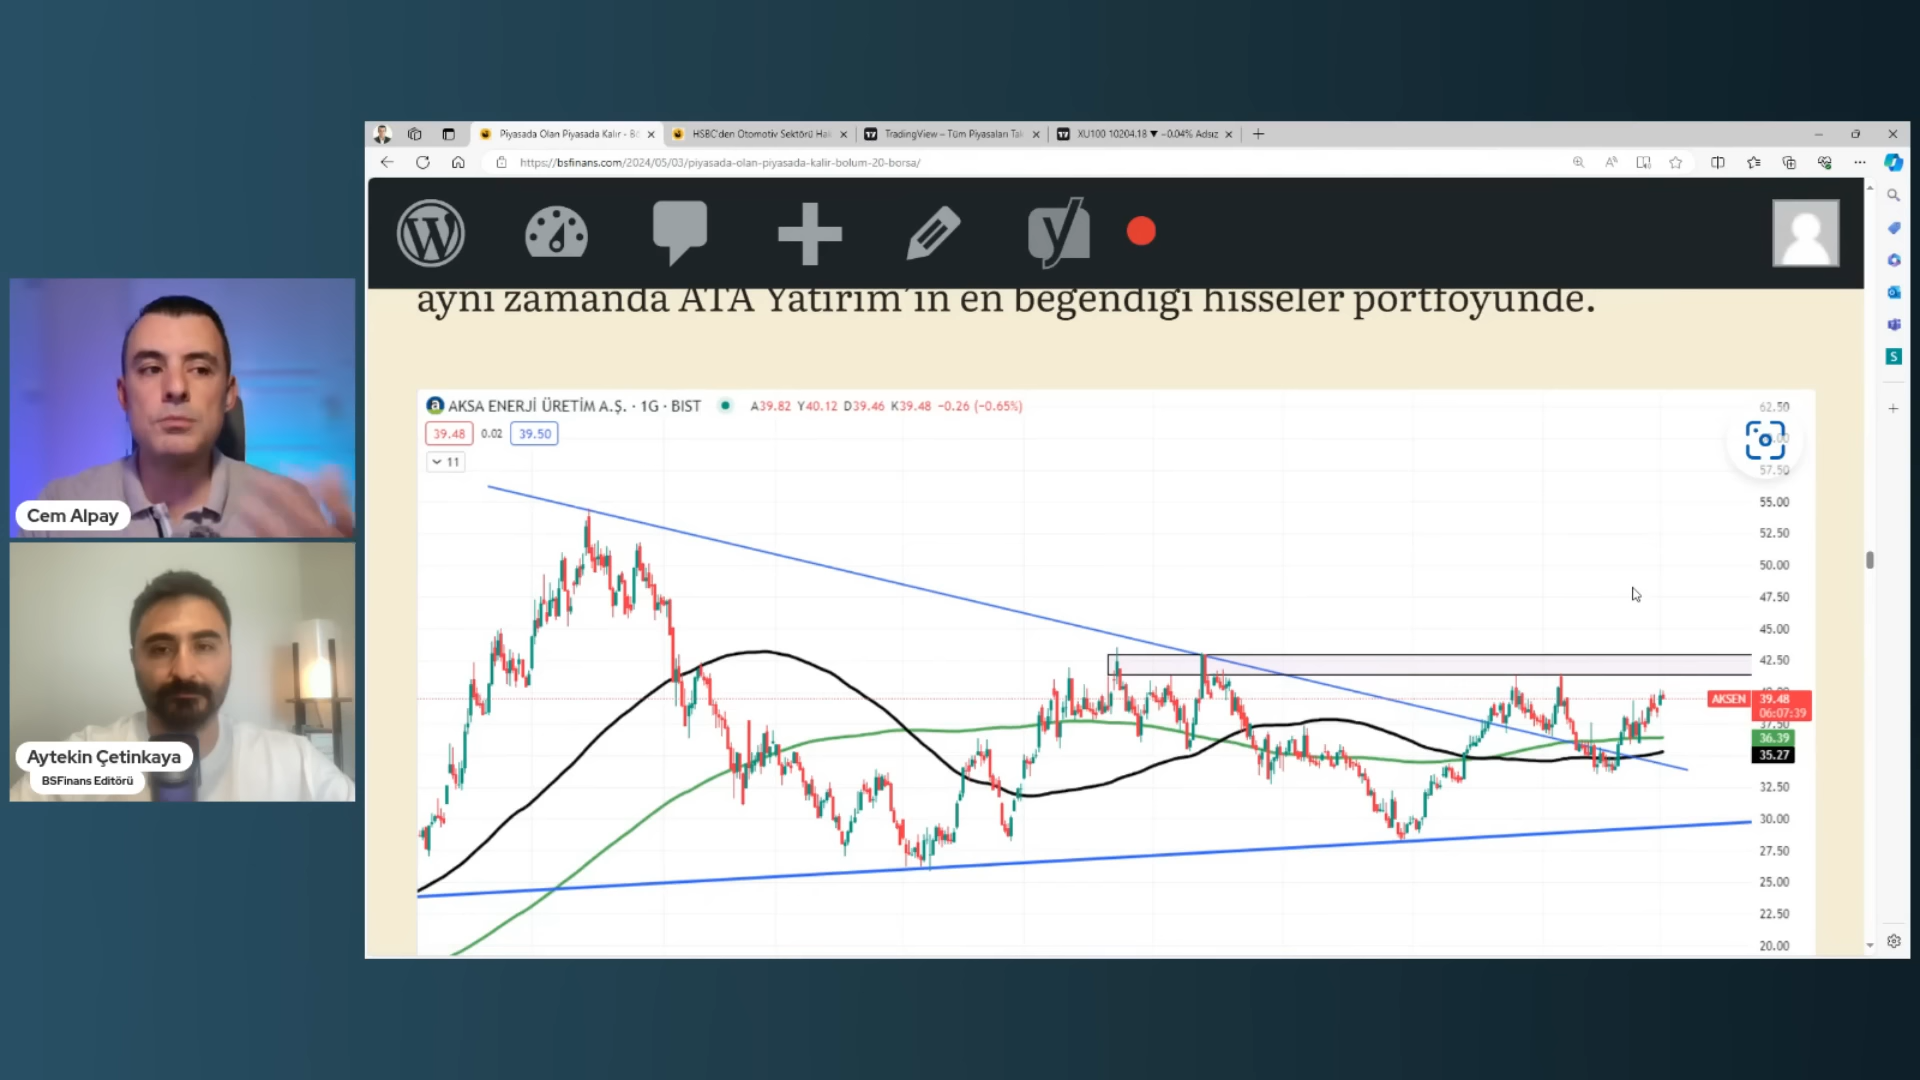 Piyasada Olan Piyasada Kalır - Bö
HSBC'den Otomotiv Sektörü Hak
TradingView – Tüm Piyasaları Tak
XU100 10204.18 ▼ −0.04% Adsız
https://bsfinans.com/2024/05/03/piyasada-olan-piyasada-kalir-bolum-20-borsa/
aynı zamanda ATA Yatırım'ın en beğendiği hisseler portföyünde.
AKSA ENERJİ ÜRETİM A.Ş. · 1G · BIST
A39.82 Y40.12 D39.46 K39.48 −0.26 (−0.65%)
39.48 0.02 39.50
11
62.50
57.50
55.00
52.50
50.00
47.50
45.00
42.50
AKSEN 39.48
06:07:39
37.50
36.39
35.27
32.50
30.00
27.50
25.00
22.50
20.00
Cem Alpay
Aytekin Çetinkaya
BSFinans Editörü